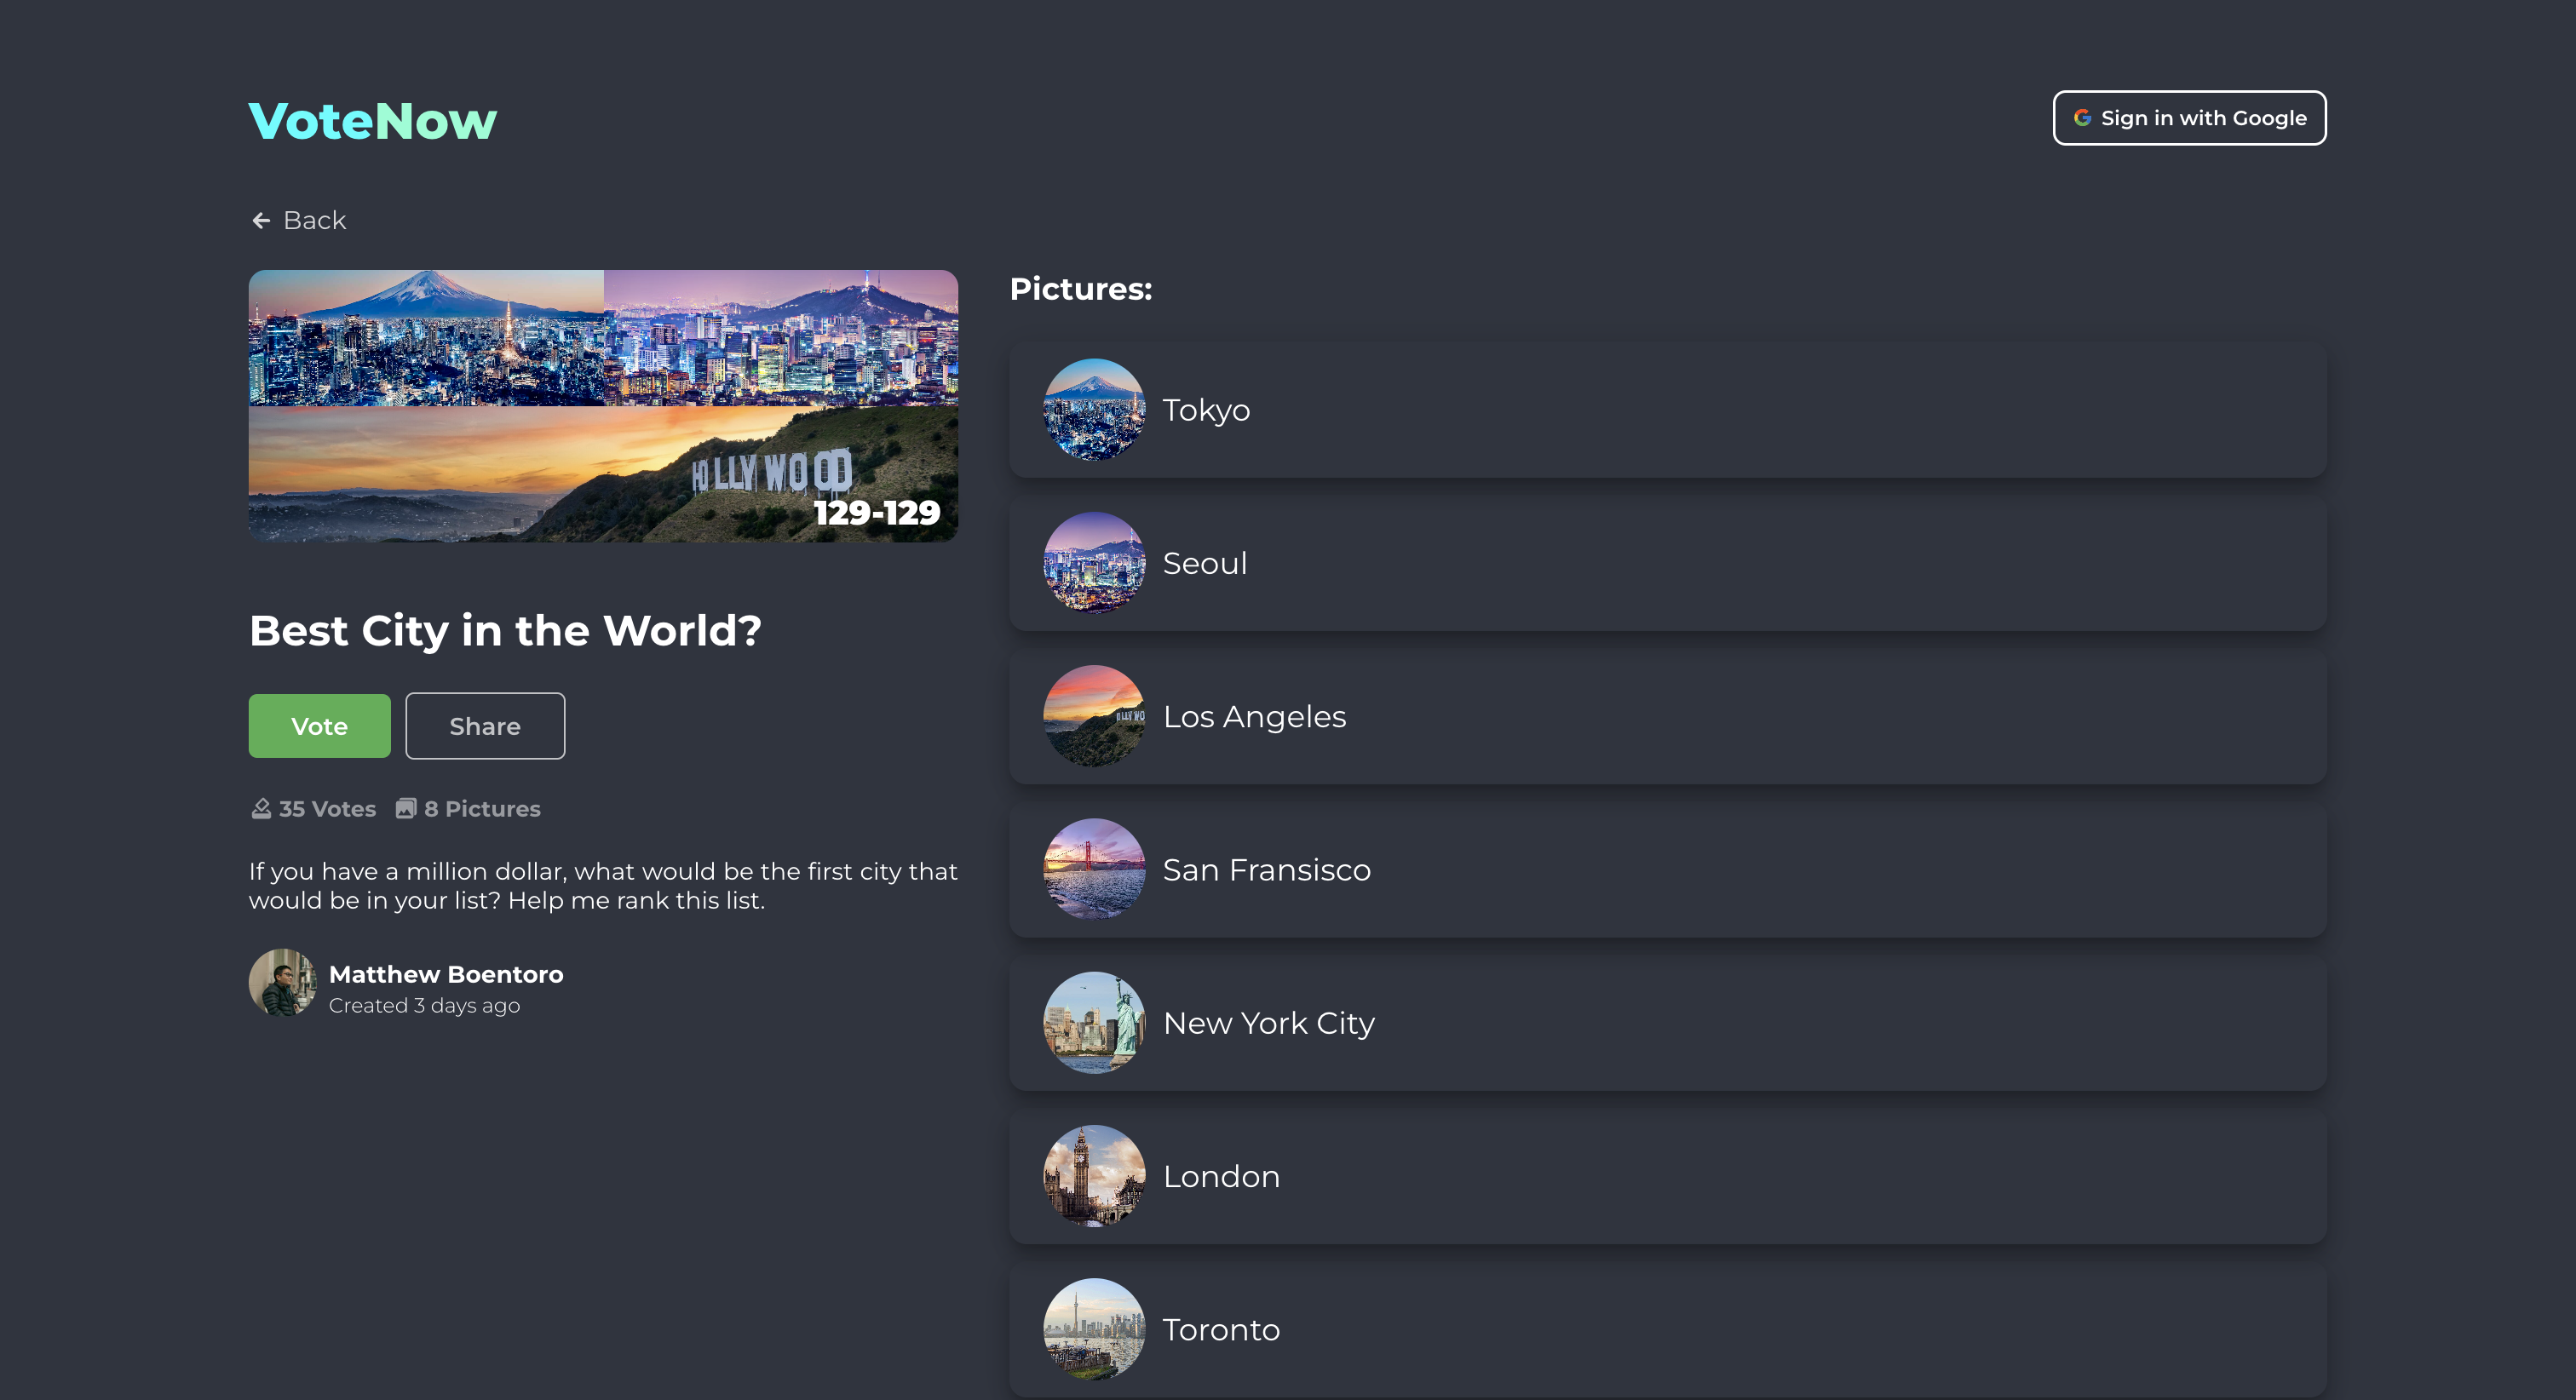 VoteNow
Sign in with Google
Back
HOLLYWOOD
129-129
Best City in the World?
Vote
Share
35 Votes
8 Pictures
If you have a million dollar, what would be the first city that
would be in your list? Help me rank this list.
Matthew Boentoro
Created 3 days ago
Pictures:
Tokyo
Seoul
Los Angeles
San Fransisco
New York City
London
Toronto